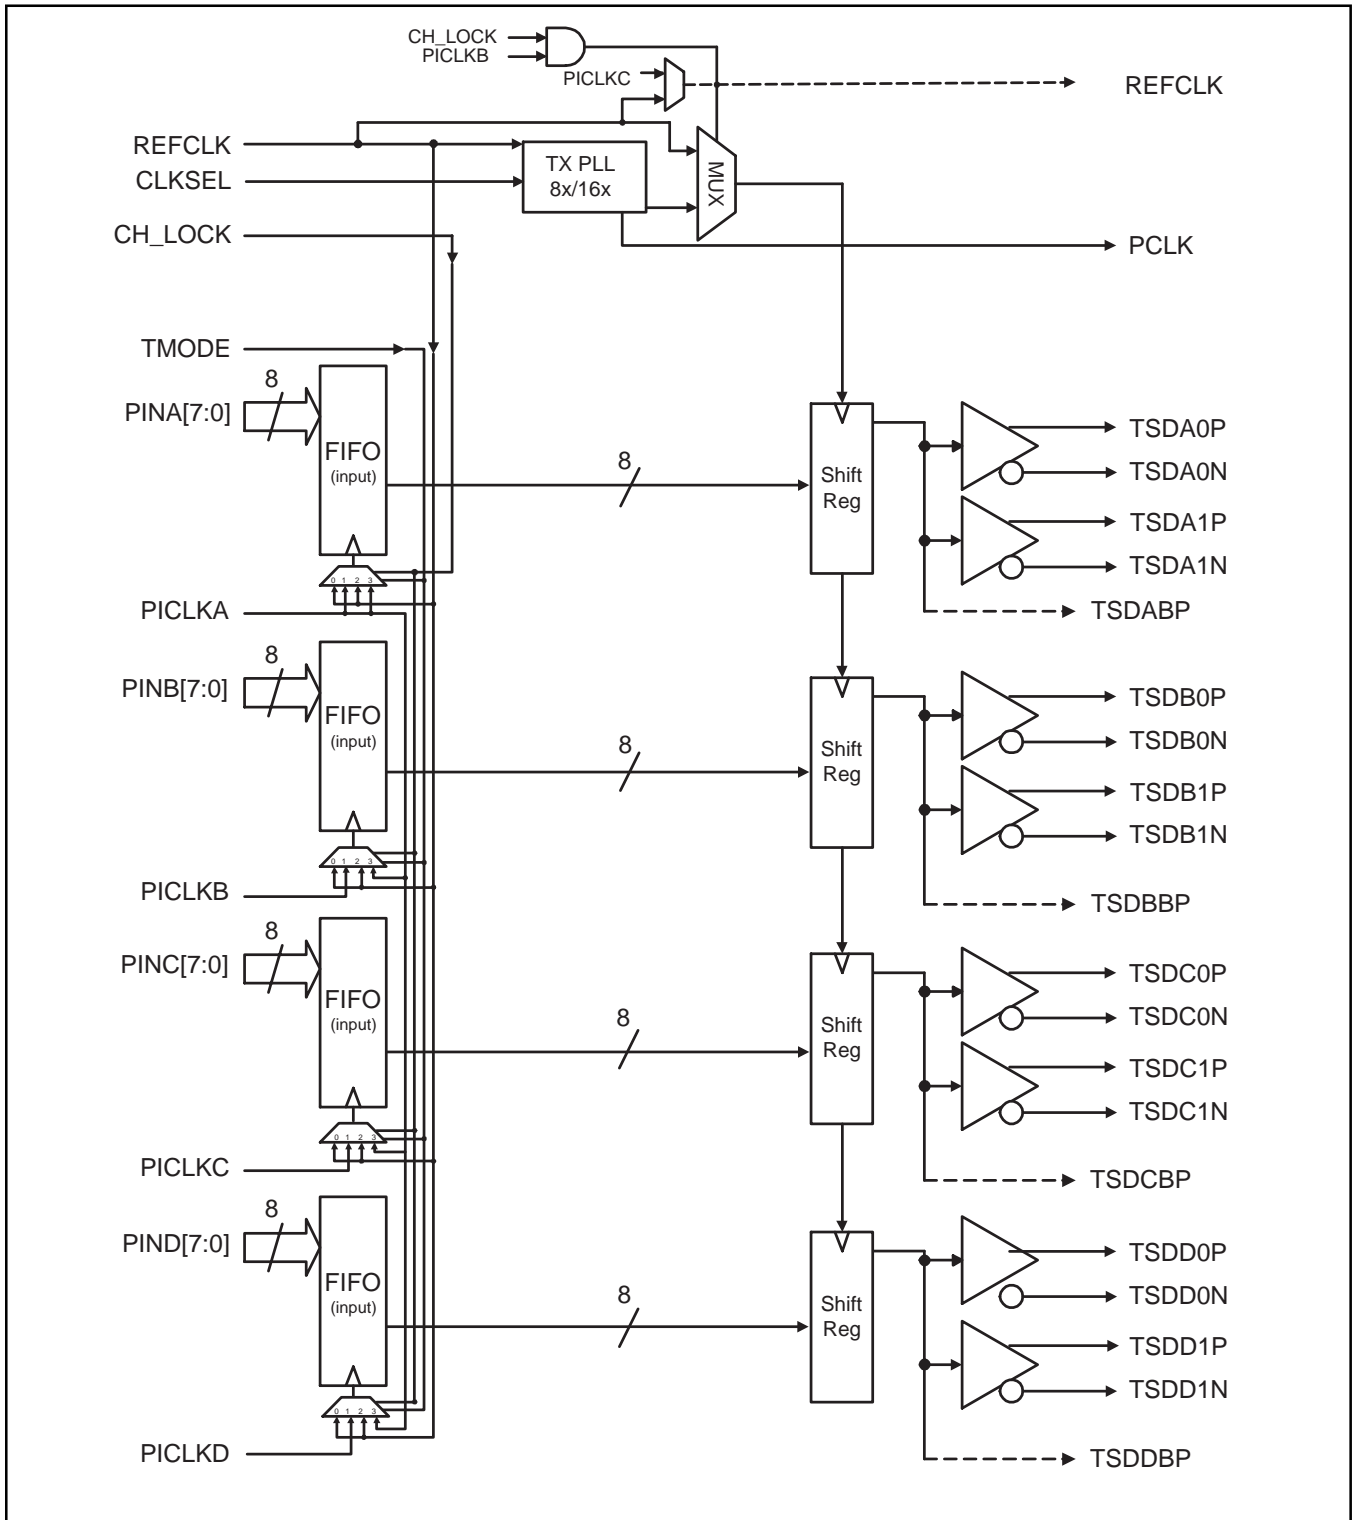 CH_LOCK
PICLKB
PICLKC
REFCLK
REFCLK
CLKSEL
TX PLL
8x/16x
MUX
CH_LOCK
PCLK
TMODE
8
PINA[7:0]
FIFO
(input)
8
Shift
Reg
TSDA0P
TSDA0N
TSDA1P
TSDA1N
0 1 2 3
PICLKA
TSDABP
8
PINB[7:0]
FIFO
(input)
8
Shift
Reg
TSDB0P
TSDB0N
TSDB1P
TSDB1N
0 1 2 3
PICLKB
TSDBBP
8
PINC[7:0]
FIFO
(input)
8
Shift
Reg
TSDC0P
TSDC0N
TSDC1P
TSDC1N
0 1 2 3
PICLKC
TSDCBP
8
PIND[7:0]
FIFO
(input)
8
Shift
Reg
TSDD0P
TSDD0N
TSDD1P
TSDD1N
0 1 2 3
PICLKD
TSDDBP